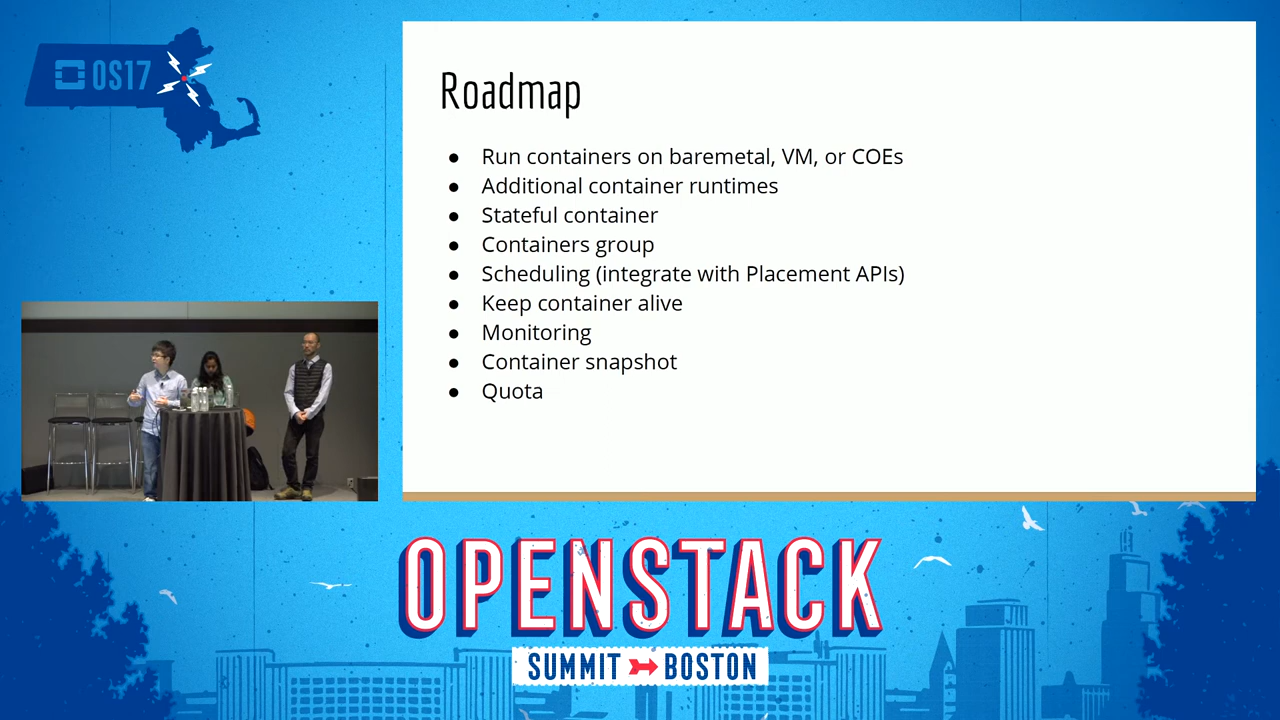 OS17
Roadmap
● Run containers on baremetal, VM, or COEs
● Additional container runtimes
● Stateful container
● Containers group
● Scheduling (integrate with Placement APIs)
● Keep container alive
● Monitoring
● Container snapshot
● Quota
OPENSTACK
SUMMIT BOSTON